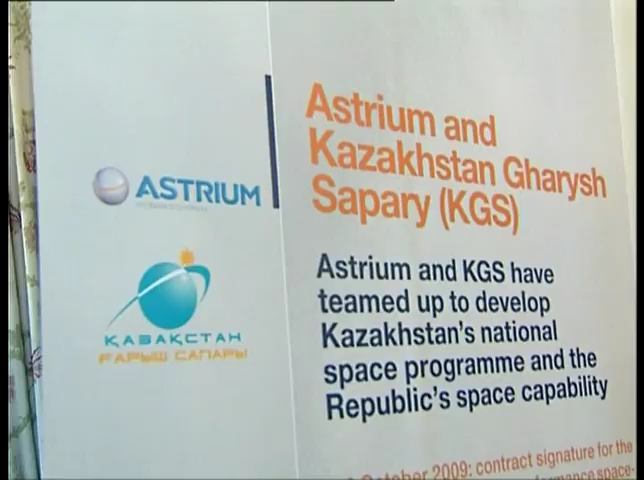 ASTRIUM
ҚАЗАҚСТАН
ҒАРЫШ САПАРЫ
Astrium and
Kazakhstan Gharysh
Sapary (KGS)
Astrium and KGS have
teamed up to develop
Kazakhstan's national
space programme and the
Republic's space capability
October 2009: contract signature for the
space-